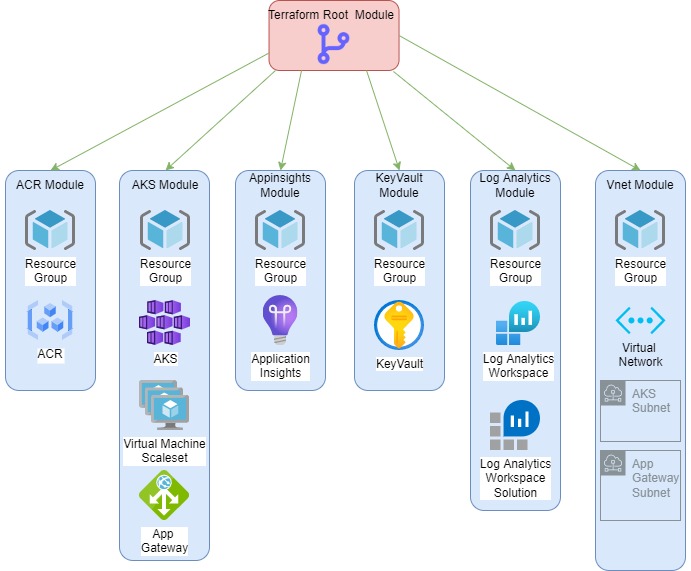 Terraform Root  Module
ACR Module
Resource
Group
ACR
AKS Module
Resource
Group
AKS
Virtual Machine
Scaleset
App
Gateway
Appinsights
Module
Resource
Group
Application
Insights
KeyVault
Module
Resource
Group
KeyVault
Log Analytics
Module
Resource
Group
Log Analytics
Workspace
Log Analytics
Workspace
Solution
Vnet Module
Resource
Group
Virtual
Network
AKS
Subnet
App
Gateway
Subnet